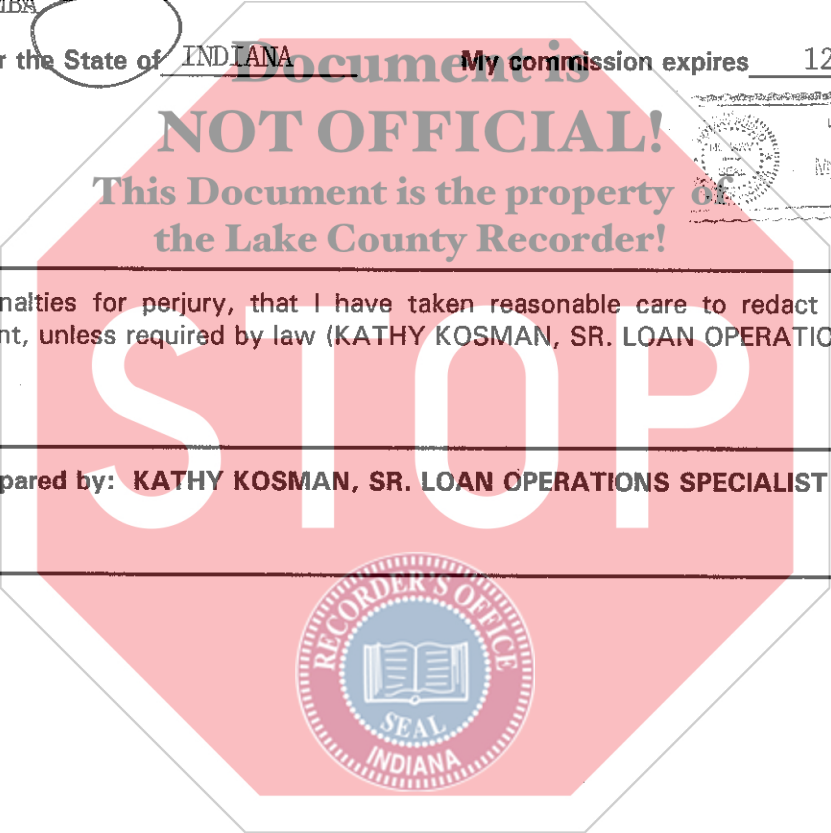 r the State of INDIANA My commission expires 12
Document is
NOT OFFICIAL!
This Document is the property of
the Lake County Recorder!
SEAL
nalties for perjury, that I have taken reasonable care to redact
nt, unless required by law (KATHY KOSMAN, SR. LOAN OPERATIO
STOP
pared by: KATHY KOSMAN, SR. LOAN OPERATIONS SPECIALIST
RECORDER'S OFFICE
SEAL
INDIANA